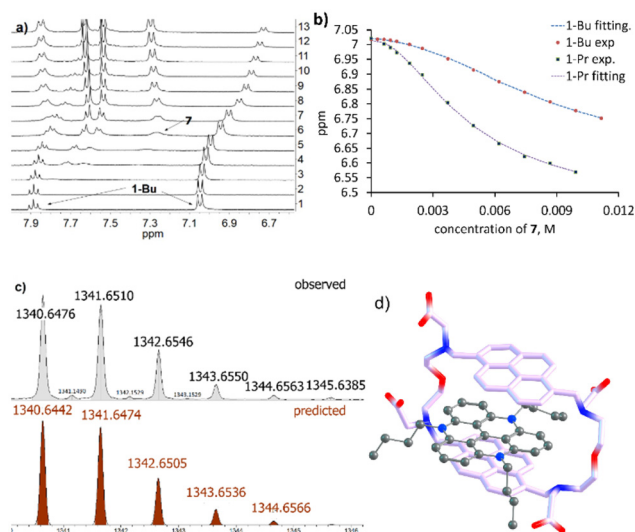 a)
13
12
11
10
9
8
7
6
5
4
3
2
1
7
1-Bu
7.9 7.7 7.5 7.3 7.1 6.9 6.7
ppm
b)
7.05
7
6.95
6.9
6.85
6.8
6.75
6.7
6.65
6.6
6.55
6.5
ppm
1-Bu fitting.
1-Bu exp
1-Pr exp.
1-Pr fitting
0 0.003 0.006 0.009 0.012
concentration of 7, M
c)
observed
1340.6476 1341.6510 1342.6546 1343.6550 1344.6563 1345.6385
predicted
1340.6442 1341.6474 1342.6505 1343.6536 1344.6566
d)